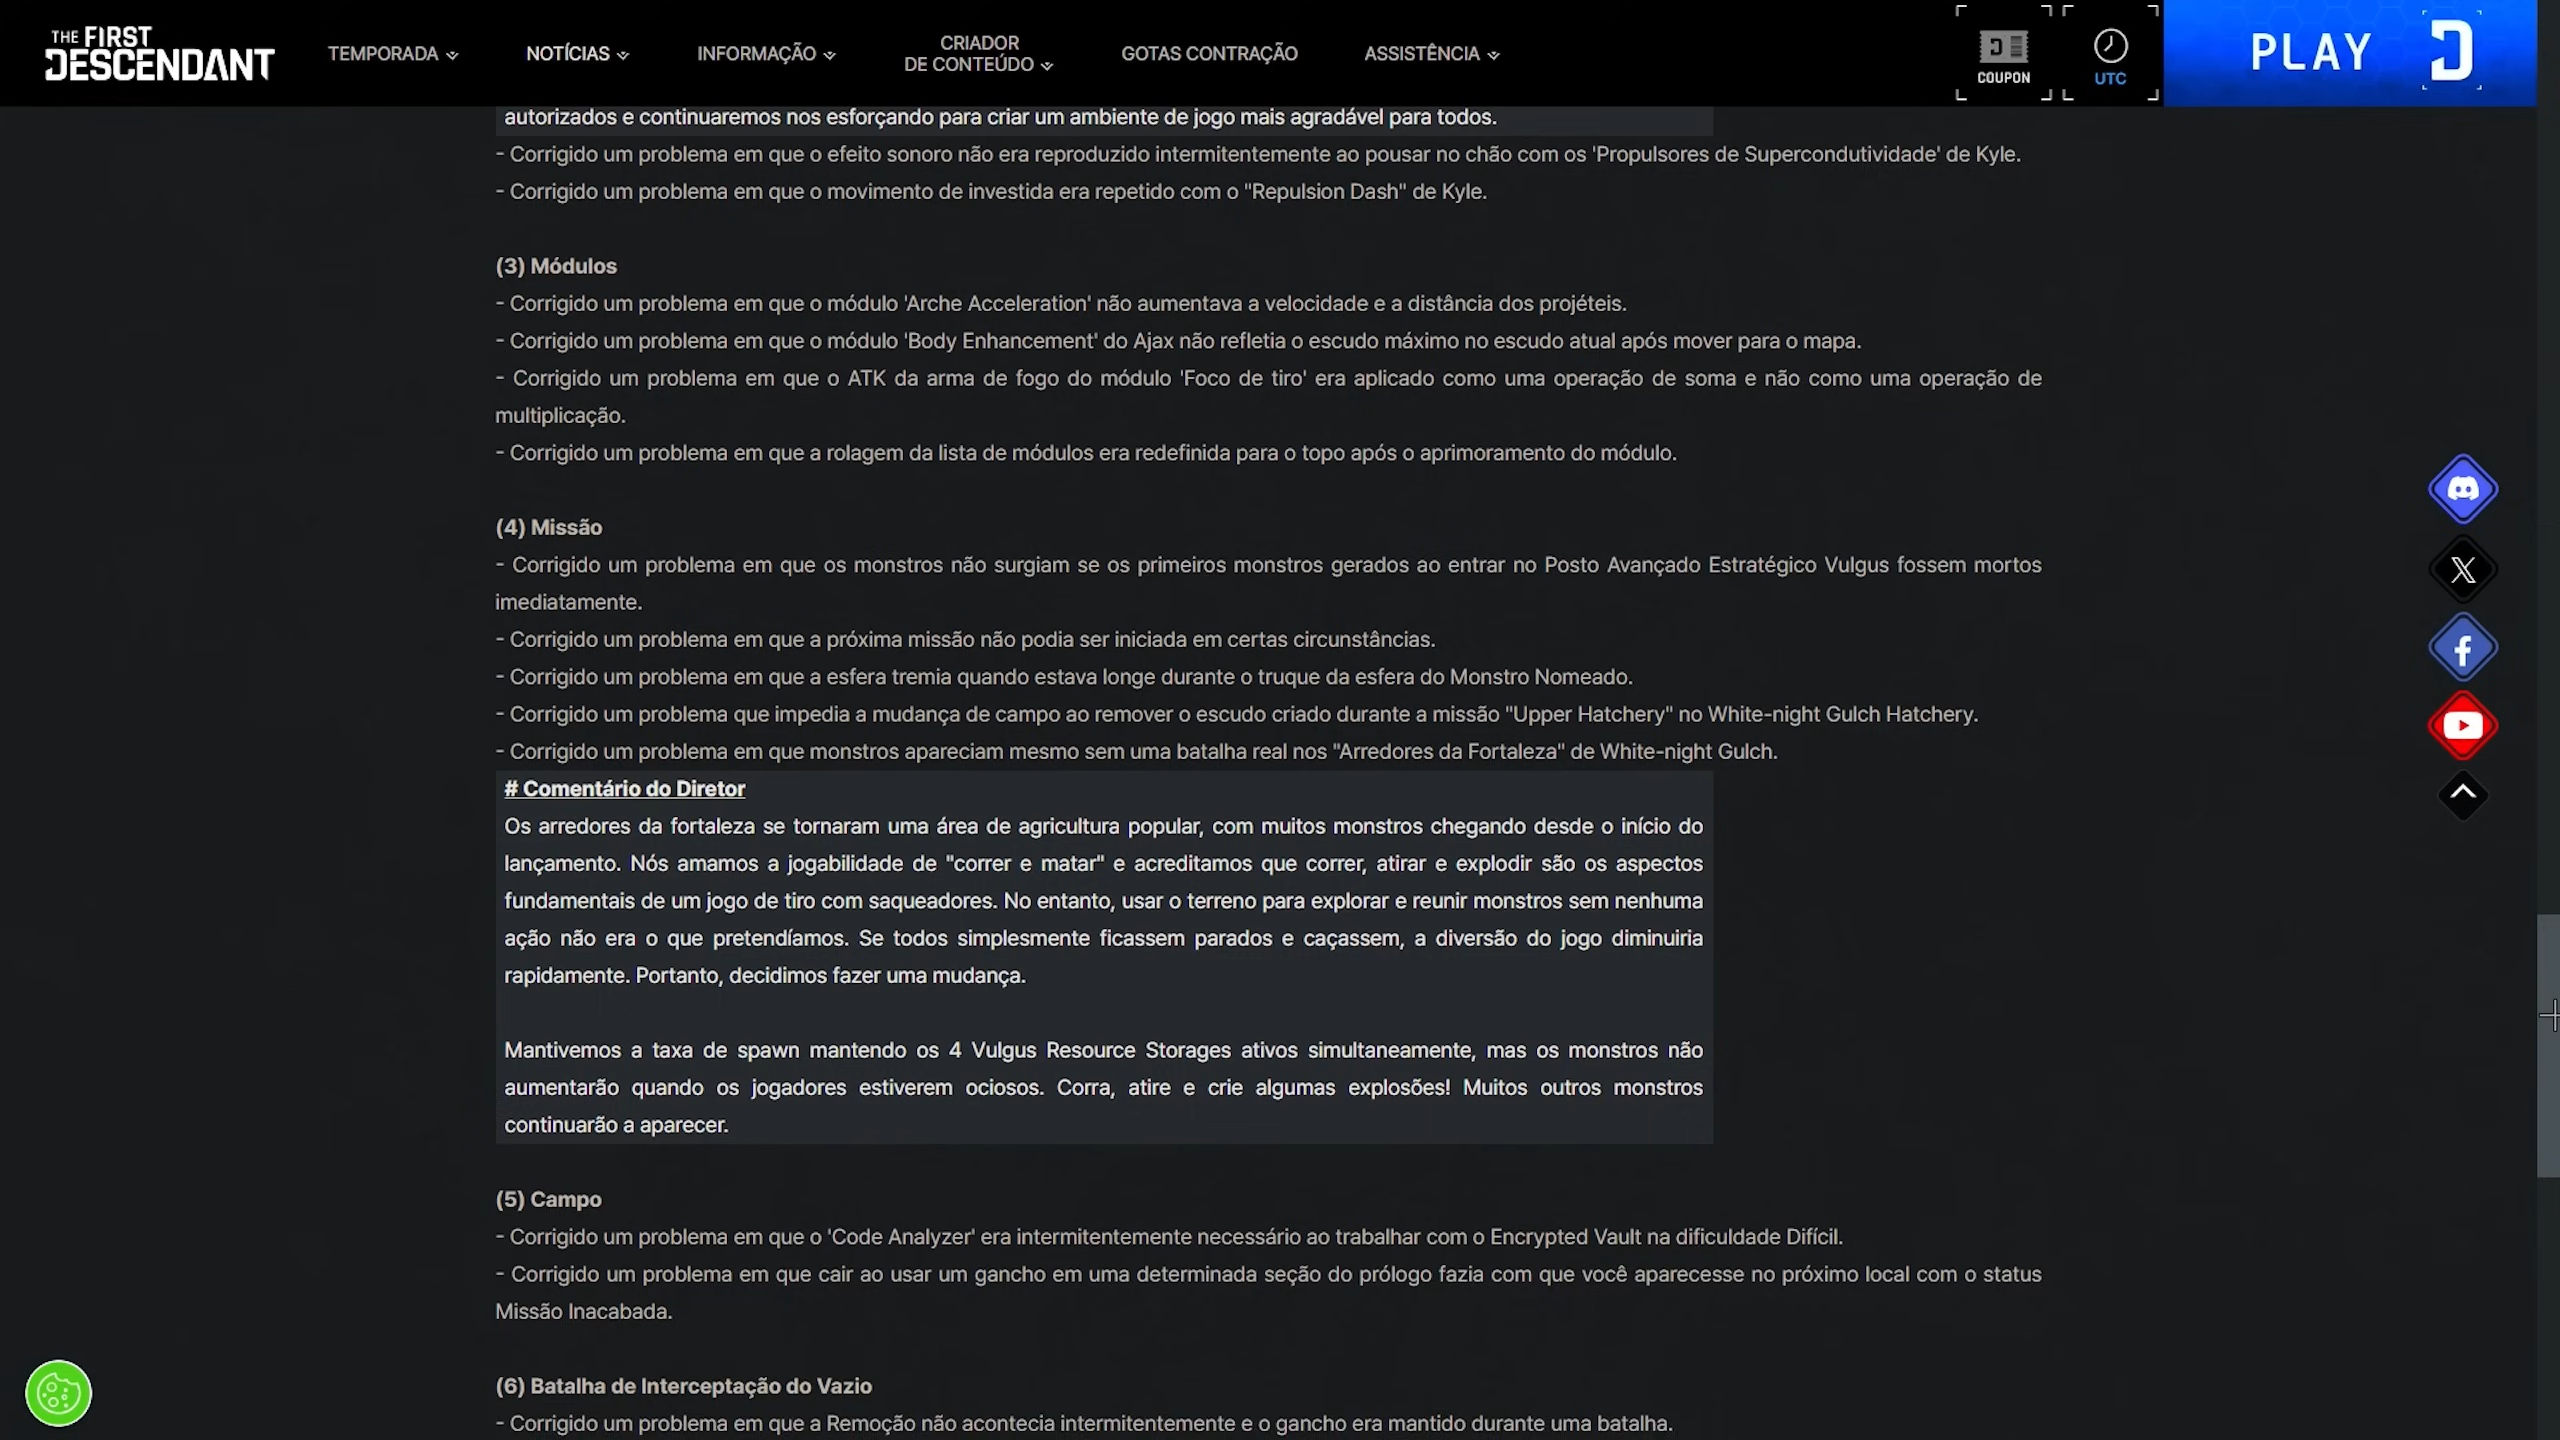 THE FIRST
DESCENDANT
TEMPORADA
NOTÍCIAS
INFORMAÇÃO
CRIADOR
DE CONTEÚDO
GOTAS CONTRAÇÃO
ASSISTÊNCIA
COUPON
UTC
PLAY
autorizados e continuaremos nos esforçando para criar um ambiente de jogo mais agradável para todos.
- Corrigido um problema em que o efeito sonoro não era reproduzido intermitentemente ao pousar no chão com os 'Propulsores de Supercondutividade' de Kyle.
- Corrigido um problema em que o movimento de investida era repetido com o "Repulsion Dash" de Kyle.
(3) Módulos
- Corrigido um problema em que o módulo 'Arche Acceleration' não aumentava a velocidade e a distância dos projéteis.
- Corrigido um problema em que o módulo 'Body Enhancement' do Ajax não refletia o escudo máximo no escudo atual após mover para o mapa.
- Corrigido um problema em que o ATK da arma de fogo do módulo 'Foco de tiro' era aplicado como uma operação de soma e não como uma operação de
multiplicação.
- Corrigido um problema em que a rolagem da lista de módulos era redefinida para o topo após o aprimoramento do módulo.
(4) Missão
- Corrigido um problema em que os monstros não surgiam se os primeiros monstros gerados ao entrar no Posto Avançado Estratégico Vulgus fossem mortos
imediatamente.
- Corrigido um problema em que a próxima missão não podia ser iniciada em certas circunstâncias.
- Corrigido um problema em que a esfera tremia quando estava longe durante o truque da esfera do Monstro Nomeado.
- Corrigido um problema que impedia a mudança de campo ao remover o escudo criado durante a missão "Upper Hatchery" no White-night Gulch Hatchery.
- Corrigido um problema em que monstros apareciam mesmo sem uma batalha real nos "Arredores da Fortaleza" de White-night Gulch.
# Comentário do Diretor
Os arredores da fortaleza se tornaram uma área de agricultura popular, com muitos monstros chegando desde o início do
lançamento. Nós amamos a jogabilidade de "correr e matar" e acreditamos que correr, atirar e explodir são os aspectos
fundamentais de um jogo de tiro com saqueadores. No entanto, usar o terreno para explorar e reunir monstros sem nenhuma
ação não era o que pretendíamos. Se todos simplesmente ficassem parados e caçassem, a diversão do jogo diminuiria
rapidamente. Portanto, decidimos fazer uma mudança.
Mantivemos a taxa de spawn mantendo os 4 Vulgus Resource Storages ativos simultaneamente, mas os monstros não
aumentarão quando os jogadores estiverem ociosos. Corra, atire e crie algumas explosões! Muitos outros monstros
continuarão a aparecer.
(5) Campo
- Corrigido um problema em que o 'Code Analyzer' era intermitentemente necessário ao trabalhar com o Encrypted Vault na dificuldade Difícil.
- Corrigido um problema em que cair ao usar um gancho em uma determinada seção do prólogo fazia com que você aparecesse no próximo local com o status
Missão Inacabada.
(6) Batalha de Interceptação do Vazio
- Corrigido um problema em que a Remoção não acontecia intermitentemente e o gancho era mantido durante uma batalha.